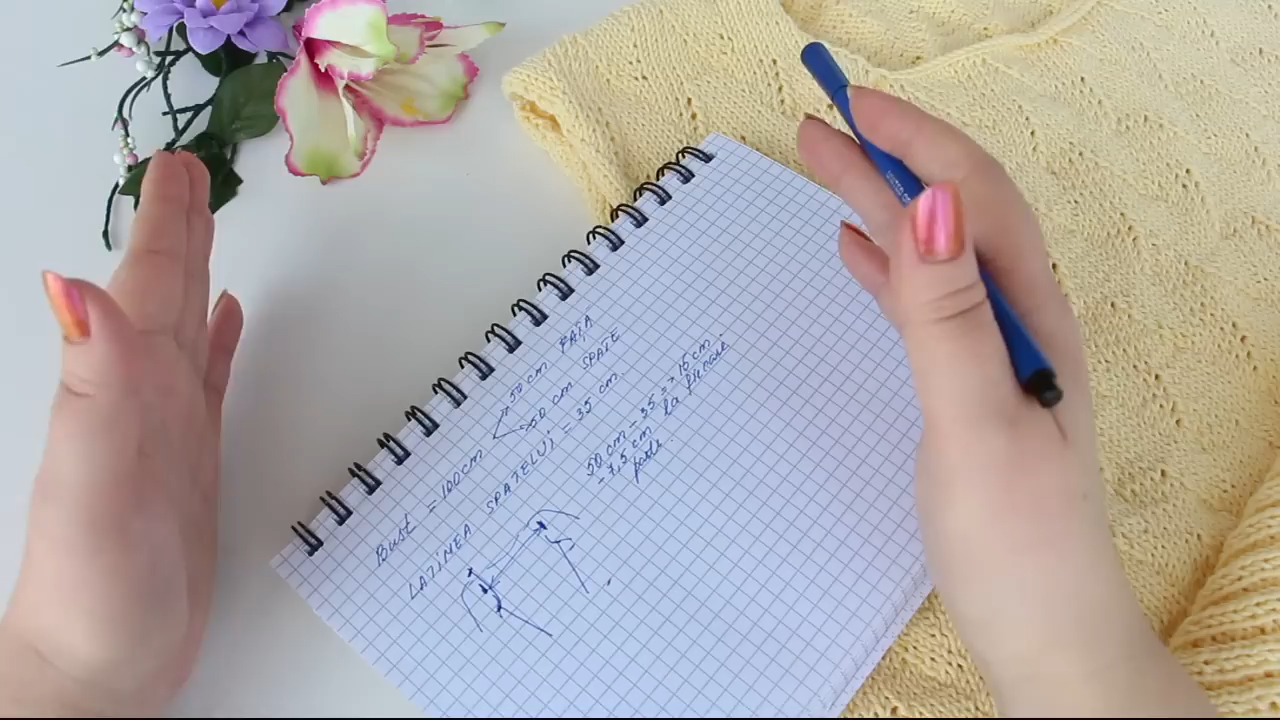 50 cm FAȚA
Bust = 100 cm 50 cm SPATE
LAȚIMEA SPATELUI = 35 cm.
50 cm - 35 => 15 cm.
- 7,5 cm la fiecare
parte.